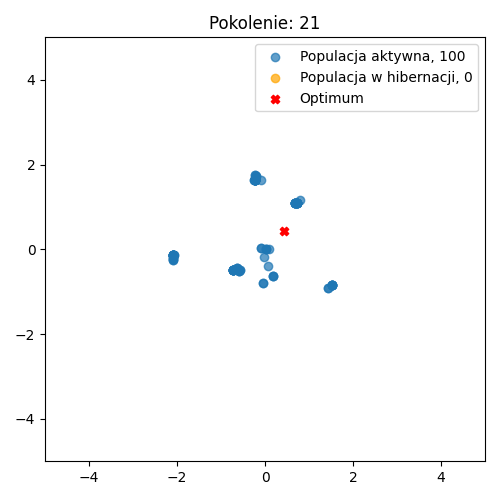 Pokolenie: 21
Populacja aktywna, 100
Populacja w hibernacji, 0
Optimum
4
2
0
−2
−4
−4 −2 0 2 4